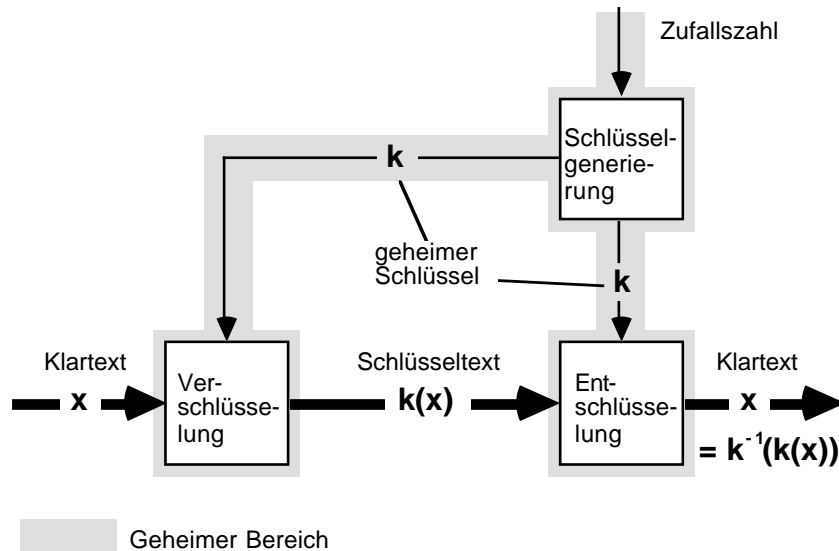 Zufallszahl
Schlüssel-
generie-
rung
k
geheimer
Schlüssel
k
Klartext
x
Ver-
schlüsse-
lung
Schlüsseltext
k(x)
Ent-
schlüsse-
lung
Klartext
x
= k⁻¹(k(x))
Geheimer Bereich